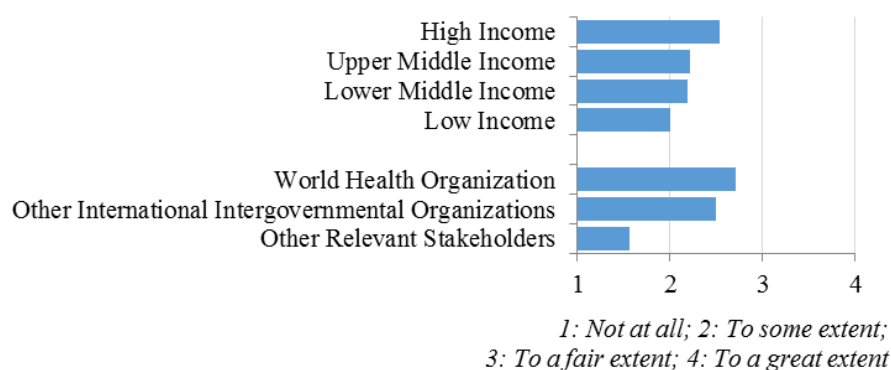 High Income
Upper Middle Income
Lower Middle Income
Low Income
World Health Organization
Other International Intergovernmental Organizations
Other Relevant Stakeholders
1 2 3 4
1: Not at all; 2: To some extent;
3: To a fair extent; 4: To a great extent